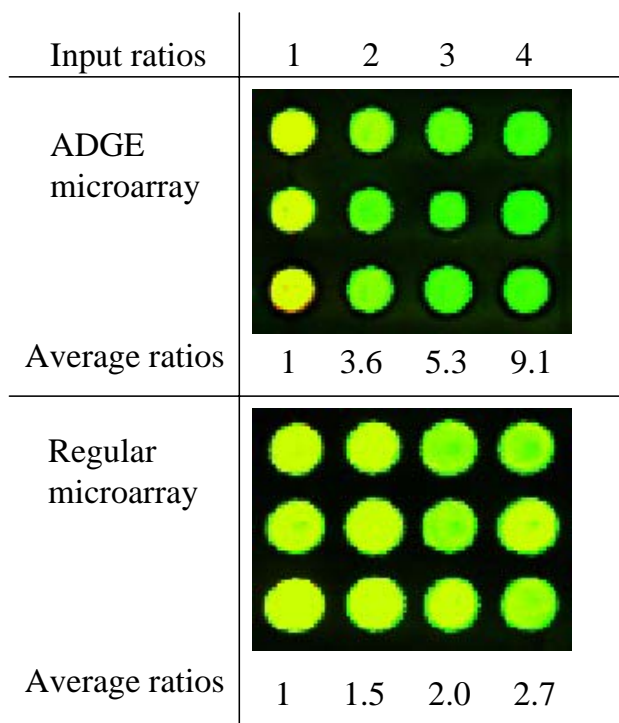 Input ratios 1 2 3 4
ADGE
microarray
Average ratios 1 3.6 5.3 9.1
Regular
microarray
Average ratios 1 1.5 2.0 2.7